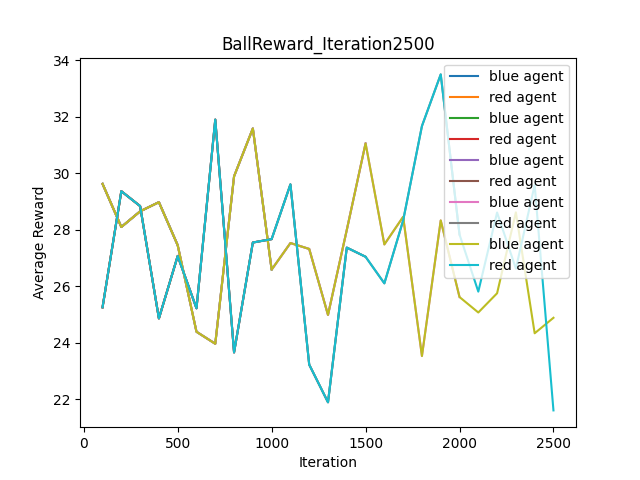 BallReward_Iteration2500
34
32
30
28
26
24
22
Average Reward
blue agent
red agent
blue agent
red agent
blue agent
red agent
blue agent
red agent
blue agent
red agent
0 500 1000 1500 2000 2500
Iteration